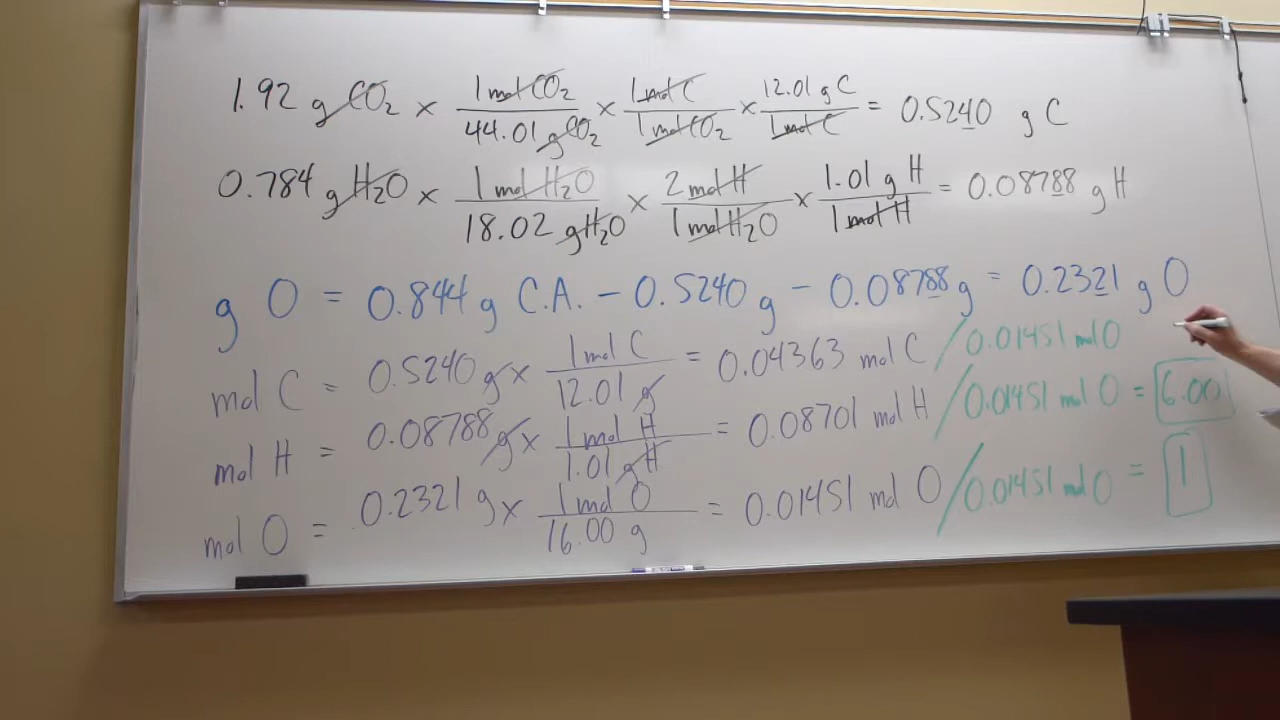 1.92 g CO₂ × 1 mol CO₂ / 44.01 g CO₂ × 1 mol C / 1 mol CO₂ × 12.01 g C / 1 mol C = 0.5240 g C
0.784 g H₂O × 1 mol H₂O / 18.02 g H₂O × 2 mol H / 1 mol H₂O × 1.01 g H / 1 mol H = 0.08788 g H
g O = 0.844 g C.A. - 0.5240 g - 0.08788 g = 0.2321 g O
mol C = 0.5240 g × 1 mol C / 12.01 g = 0.04363 mol C / 0.01451 mol O
mol H = 0.08788 g × 1 mol H / 1.01 g H = 0.08701 mol H / 0.01451 mol O = 6.00
mol O = 0.2321 g × 1 mol O / 16.00 g = 0.01451 mol O / 0.01451 mol O = 1